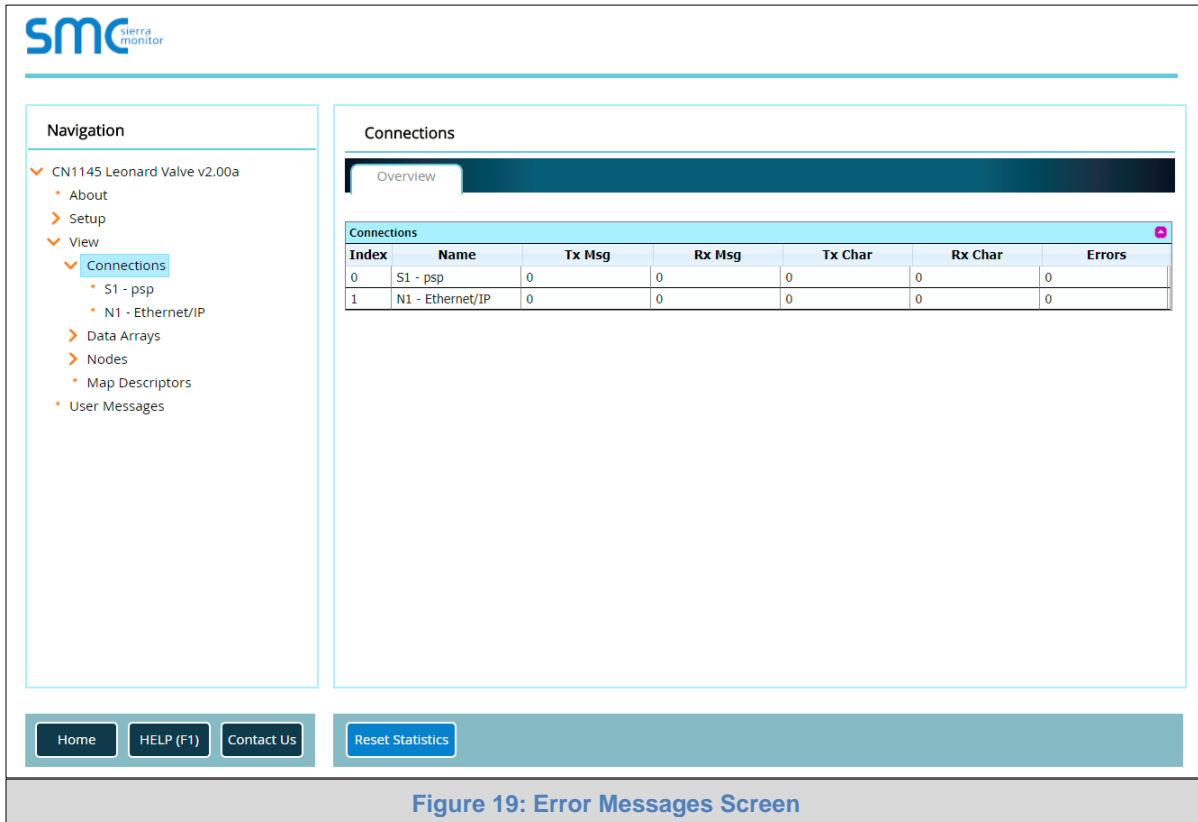 SMC sierra monitor
Navigation
CN1145 Leonard Valve v2.00a
About
Setup
View
Connections
S1 - psp
N1 - Ethernet/IP
Data Arrays
Nodes
Map Descriptors
User Messages
Connections
Overview
Connections
Index Name Tx Msg Rx Msg Tx Char Rx Char Errors
0 S1 - psp 0 0 0 0 0
1 N1 - Ethernet/IP 0 0 0 0 0
Home HELP (F1) Contact Us Reset Statistics
Figure 19: Error Messages Screen